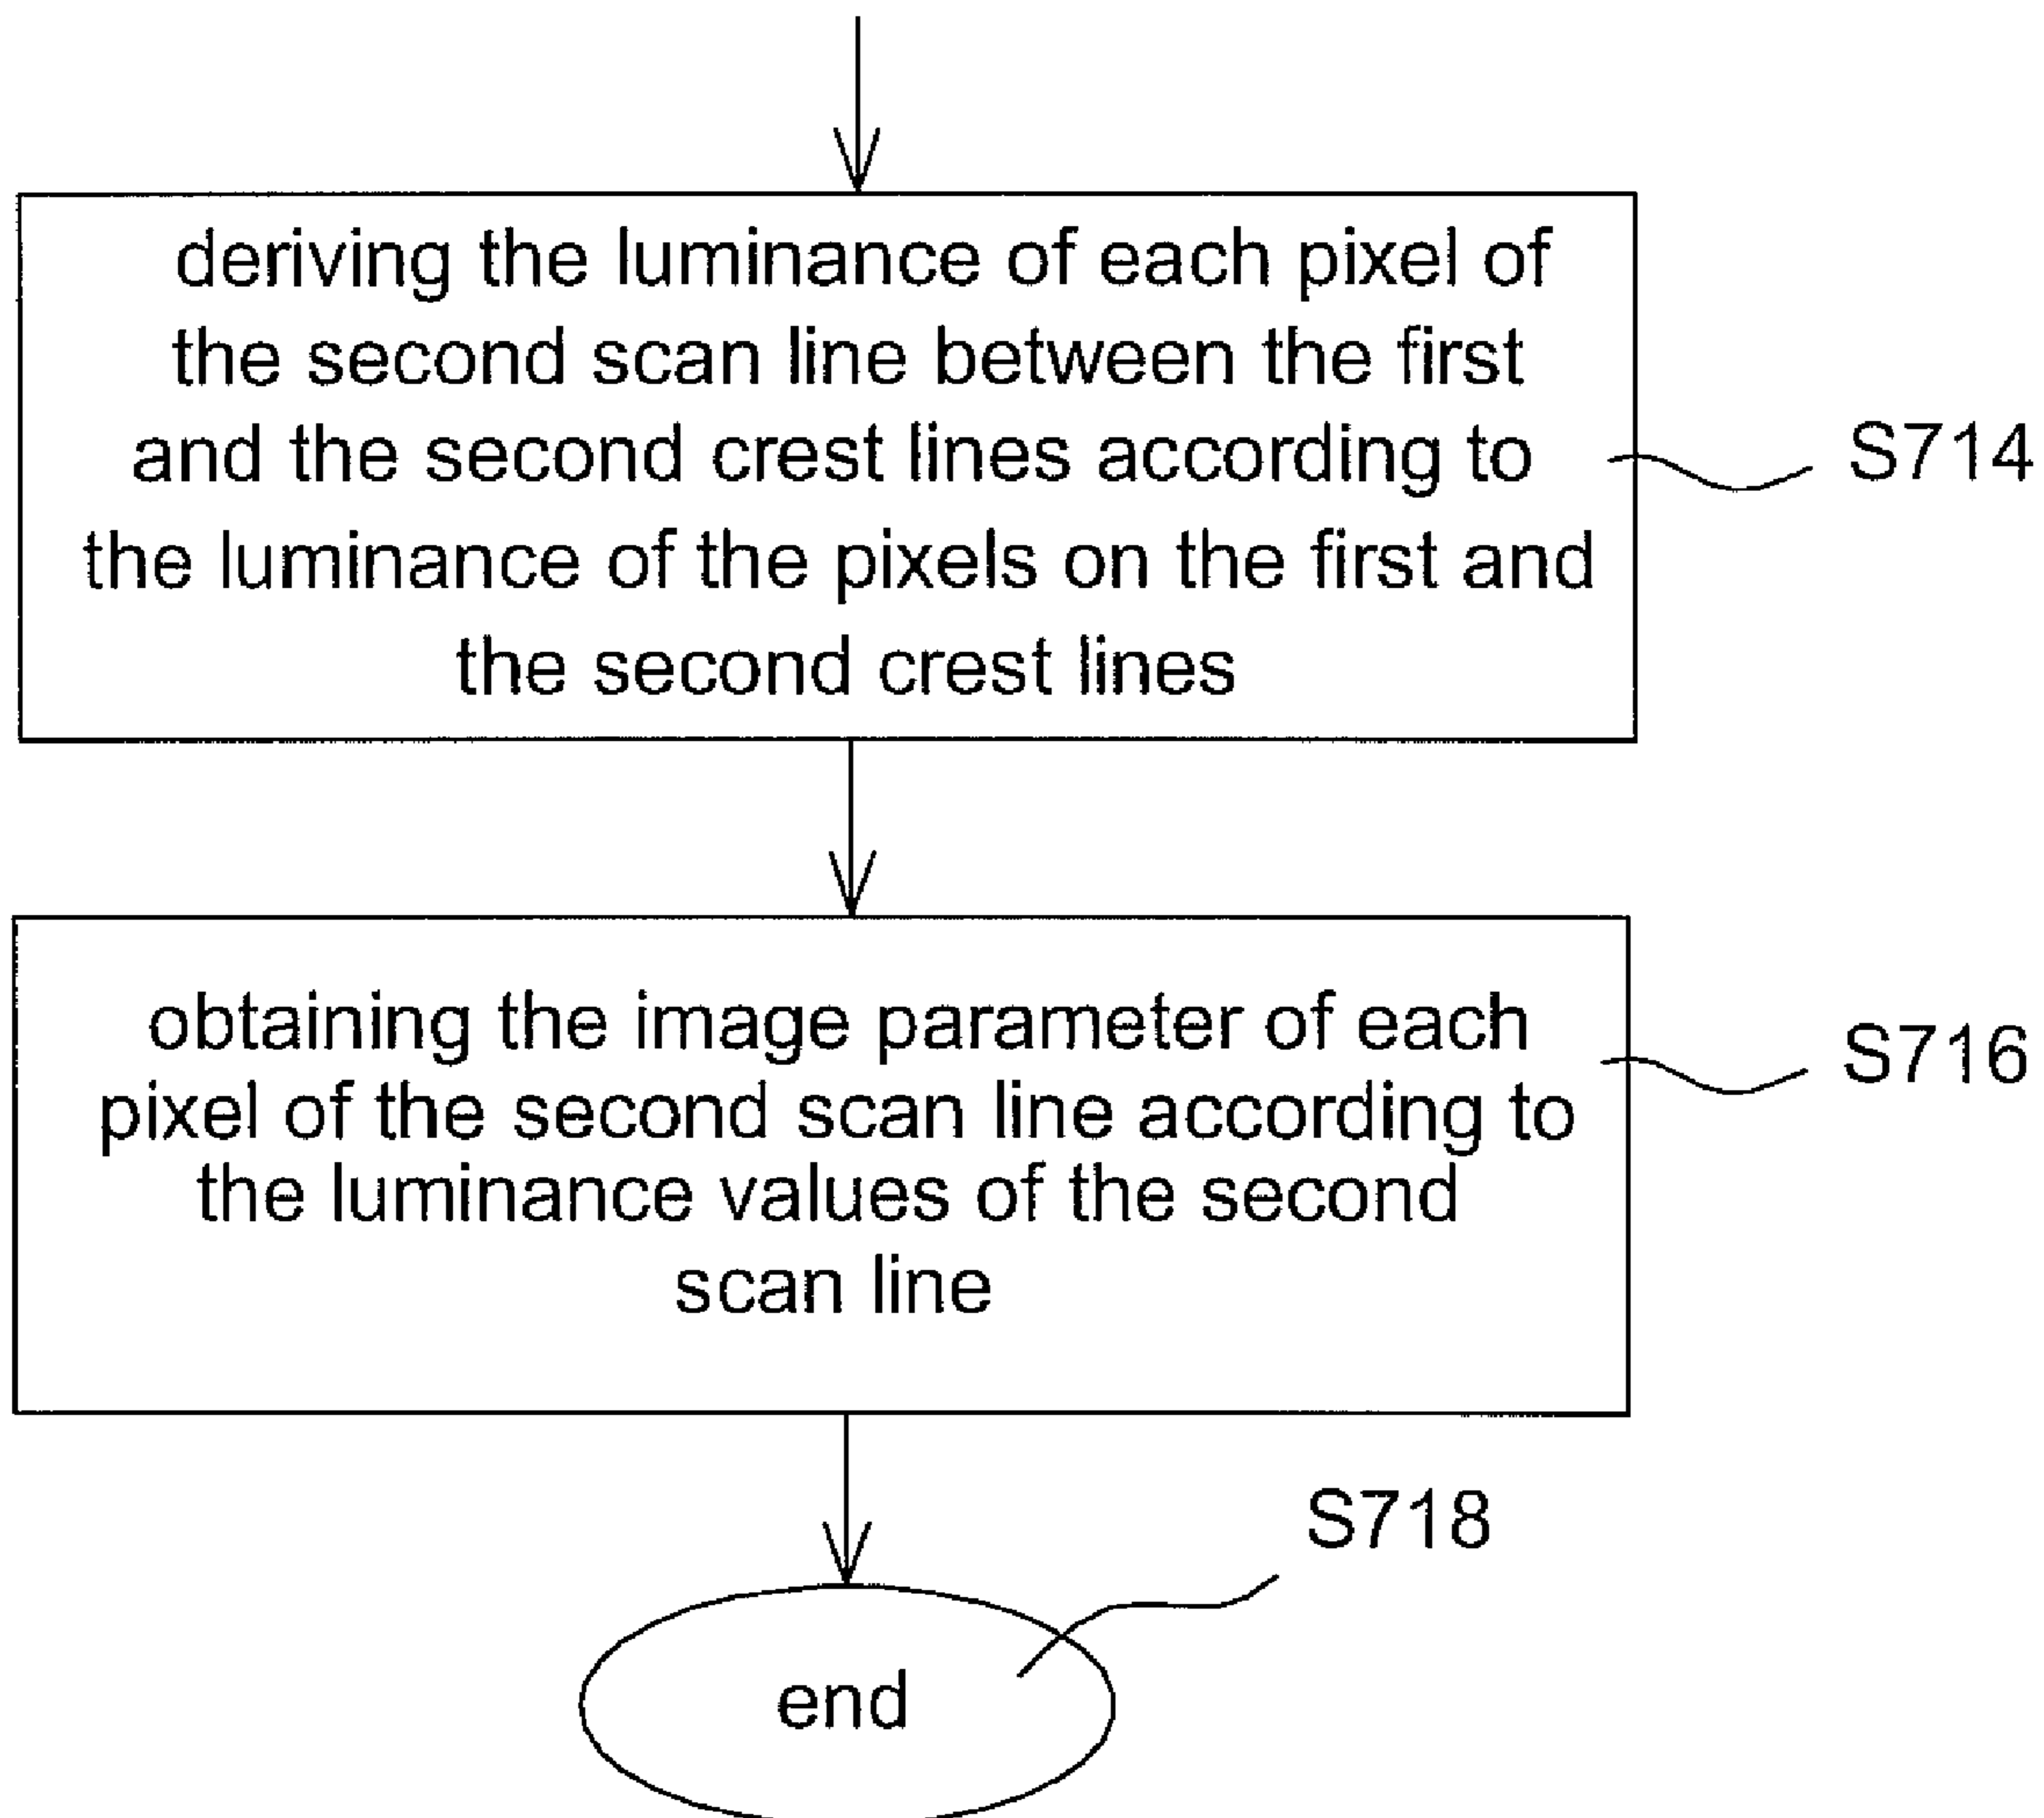 deriving the luminance of each pixel of
the second scan line between the first
and the second crest lines according to
the luminance of the pixels on the first and
the second crest lines
S714
obtaining the image parameter of each
pixel of the second scan line according to
the luminance values of the second
scan line
S716
S718
end